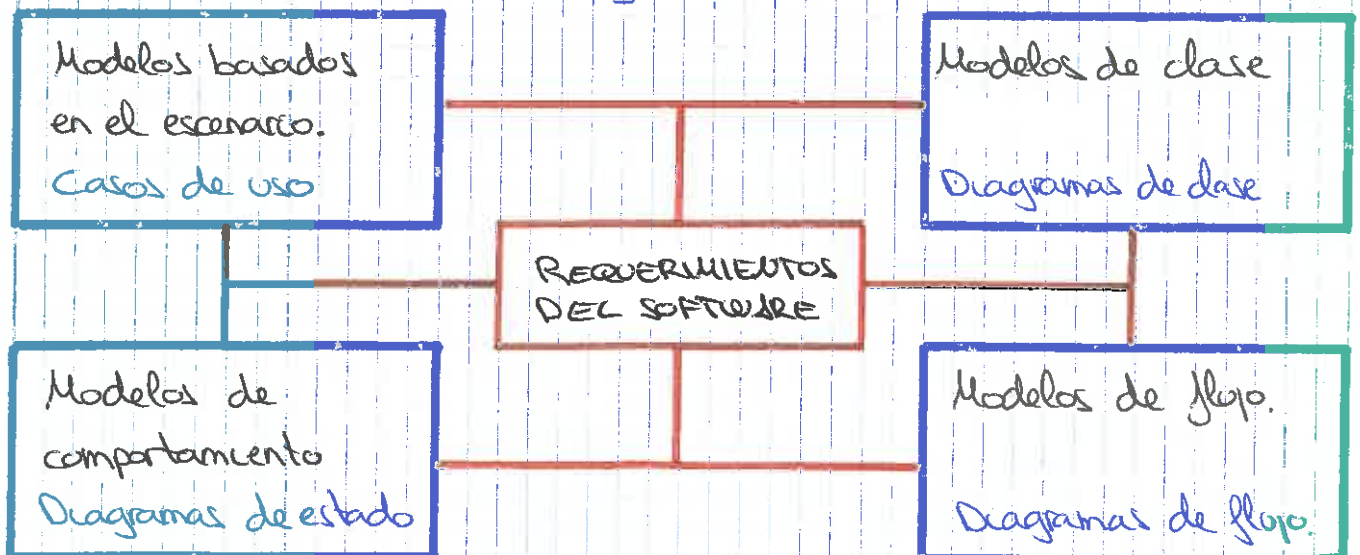 Modelos basados
en el escenario.
Casos de uso
Modelos de clase
Diagramas de clase
REQUERIMIENTOS
DEL SOFTWARE
Modelos de
comportamiento
Diagramas de estado
Modelos de flujo.
Diagramas de flujo.